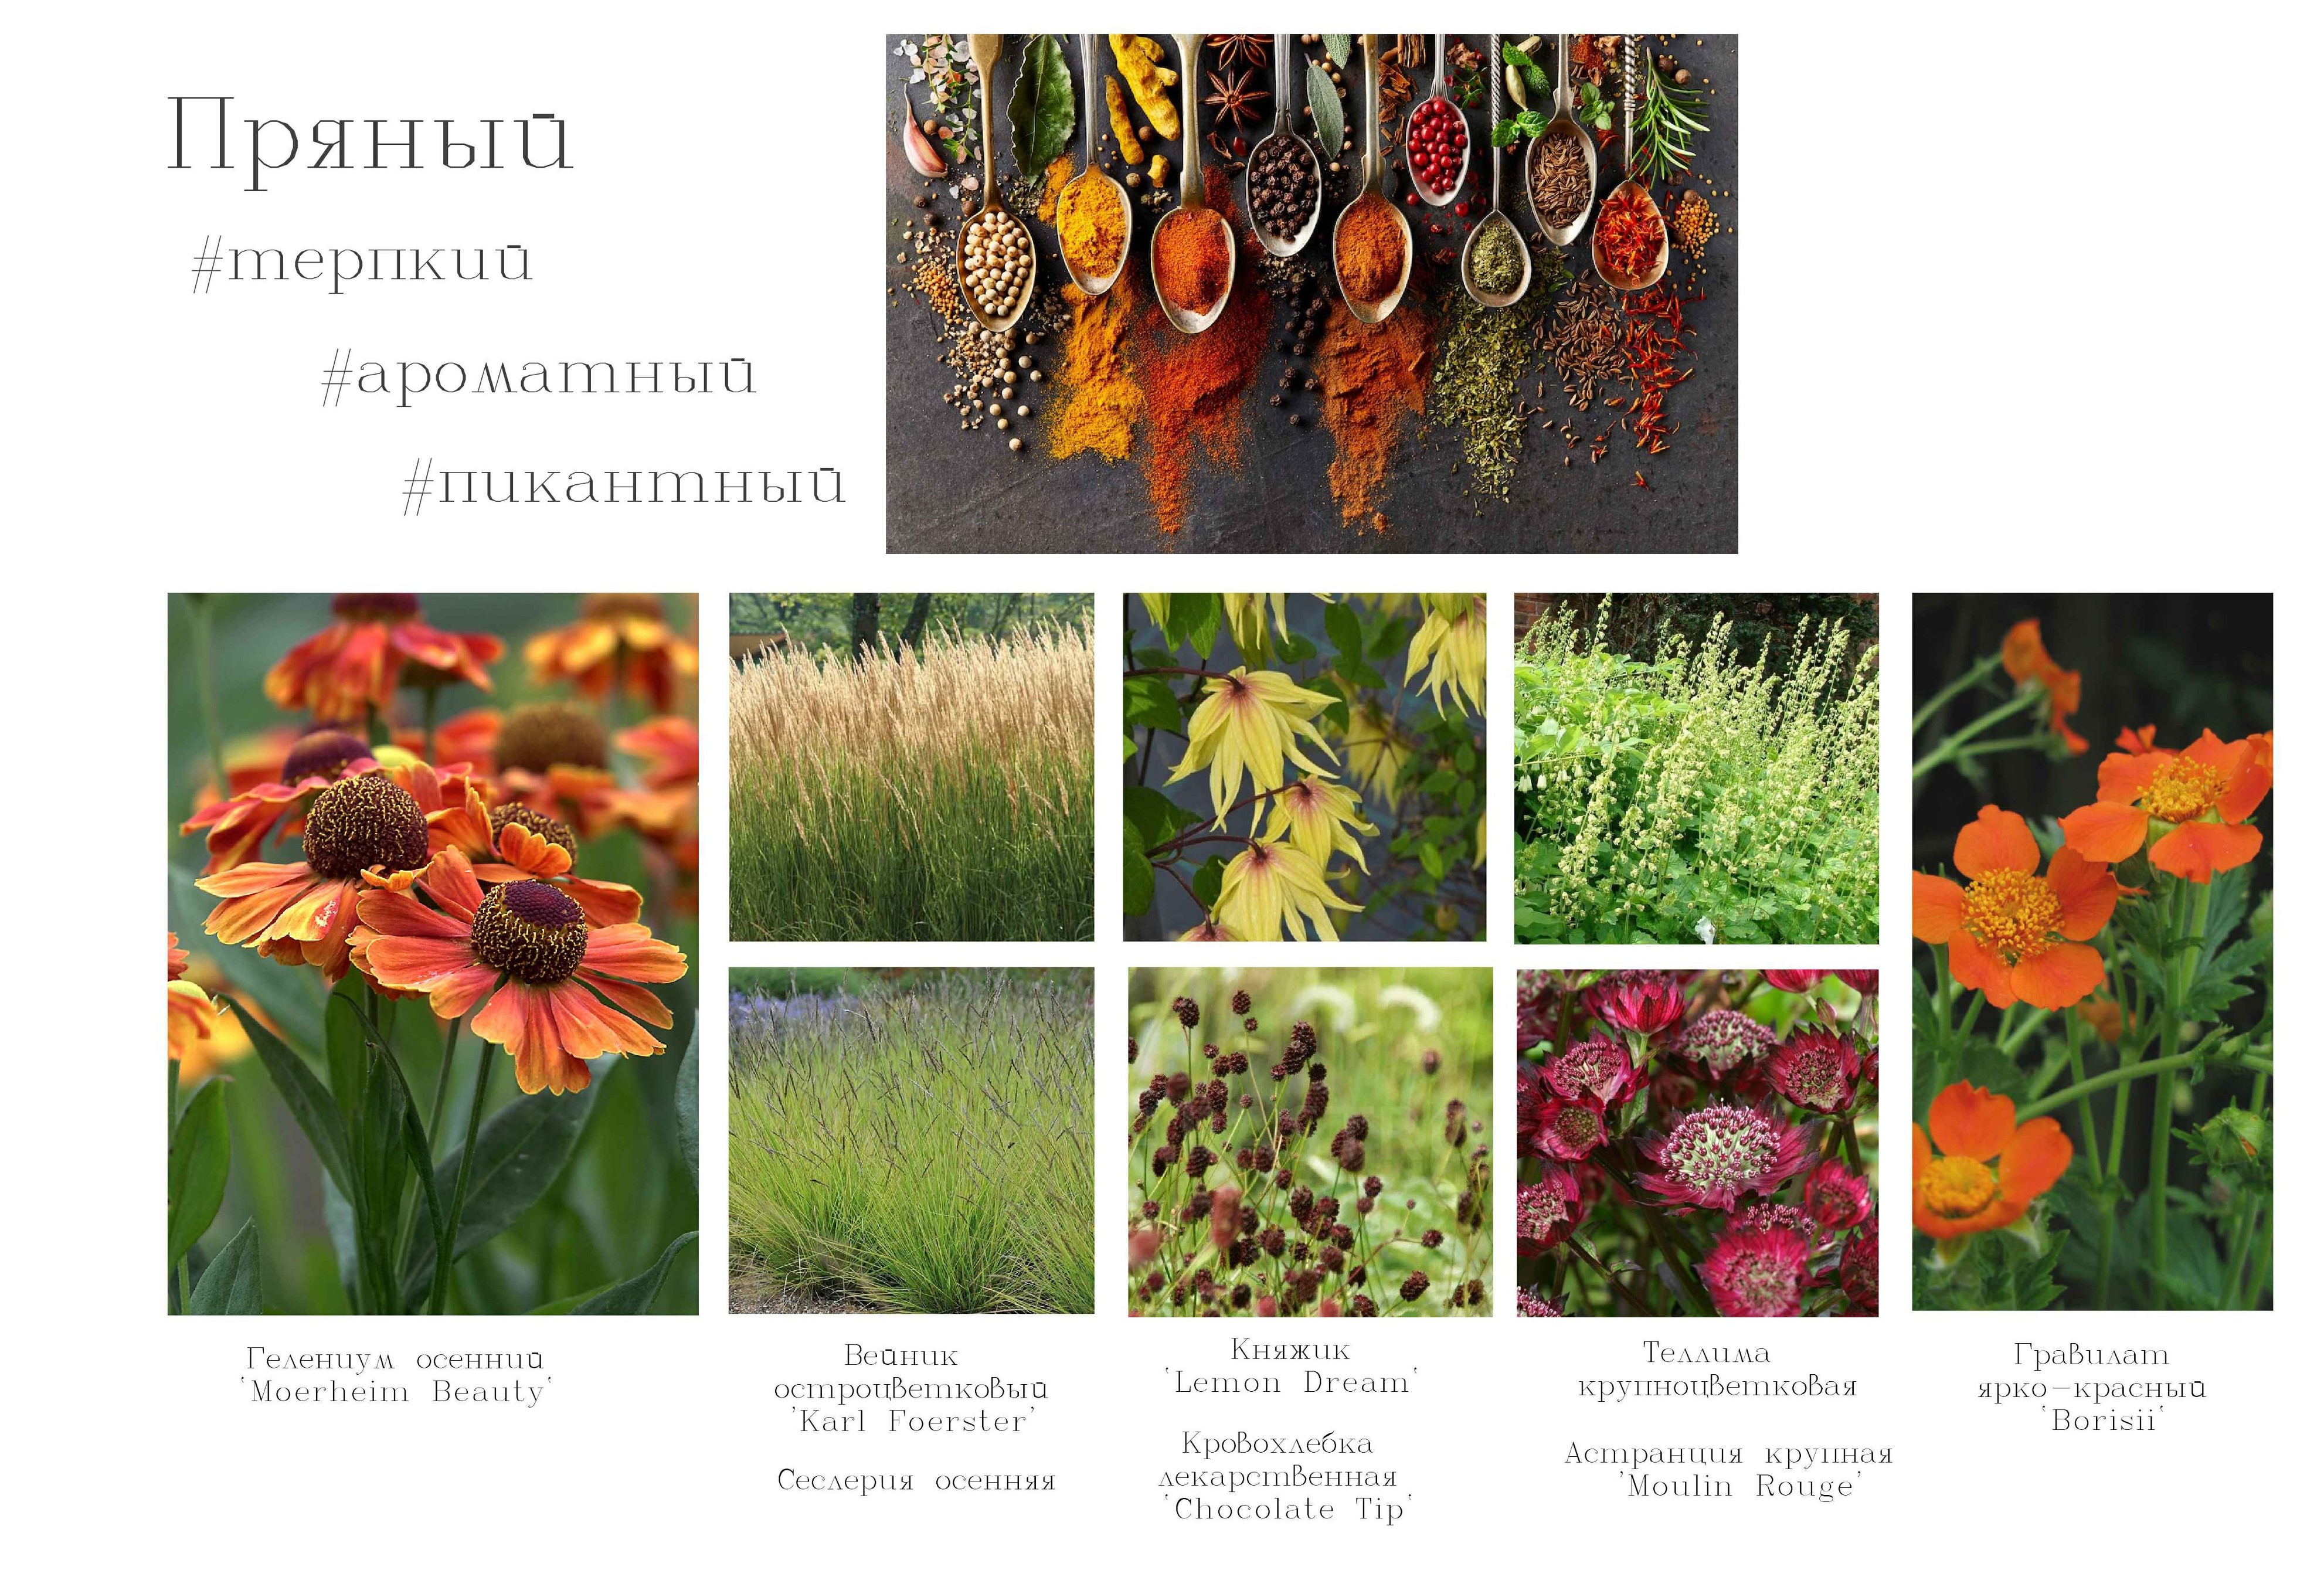 Пряный
#терпкий
#ароматный
#пикантный
Гелениум осенний
'Moerheim Beauty'
Вейник
остроцветковый
'Karl Foerster'
Сеслерия осенняя
Княжик
'Lemon Dream'
Кровохлебка
лекарственная
'Chocolate Tip'
Теллима
крупноцветковая
Астранция крупная
'Moulin Rouge'
Гравилат
ярко-красный
'Borisii'